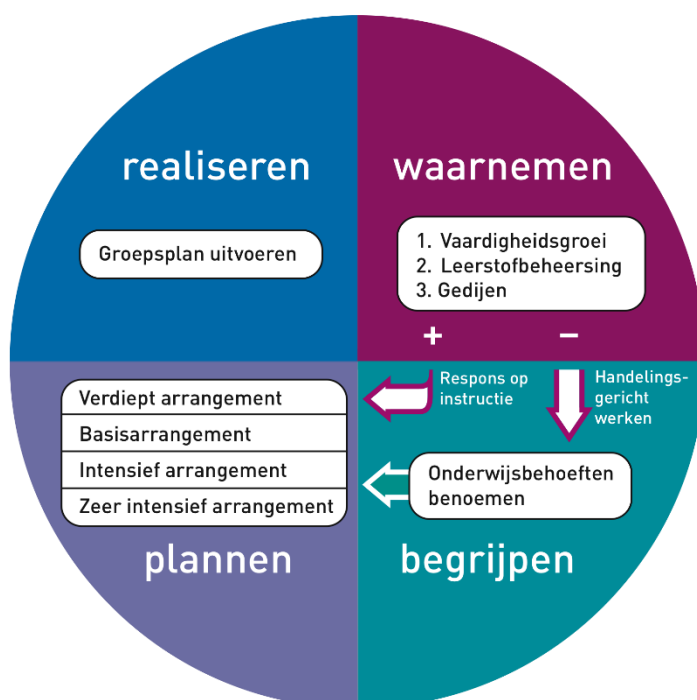 realiseren
Groepsplan uitvoeren
waarnemen
1. Vaardigheidsgroei
2. Leerstofbeheersing
3. Gedijen
+
–
Respons op
instructie
Handelings-
gericht
werken
Onderwijsbehoeften
benoemen
begrijpen
Verdiept arrangement
Basisarrangement
Intensief arrangement
Zeer intensief arrangement
plannen